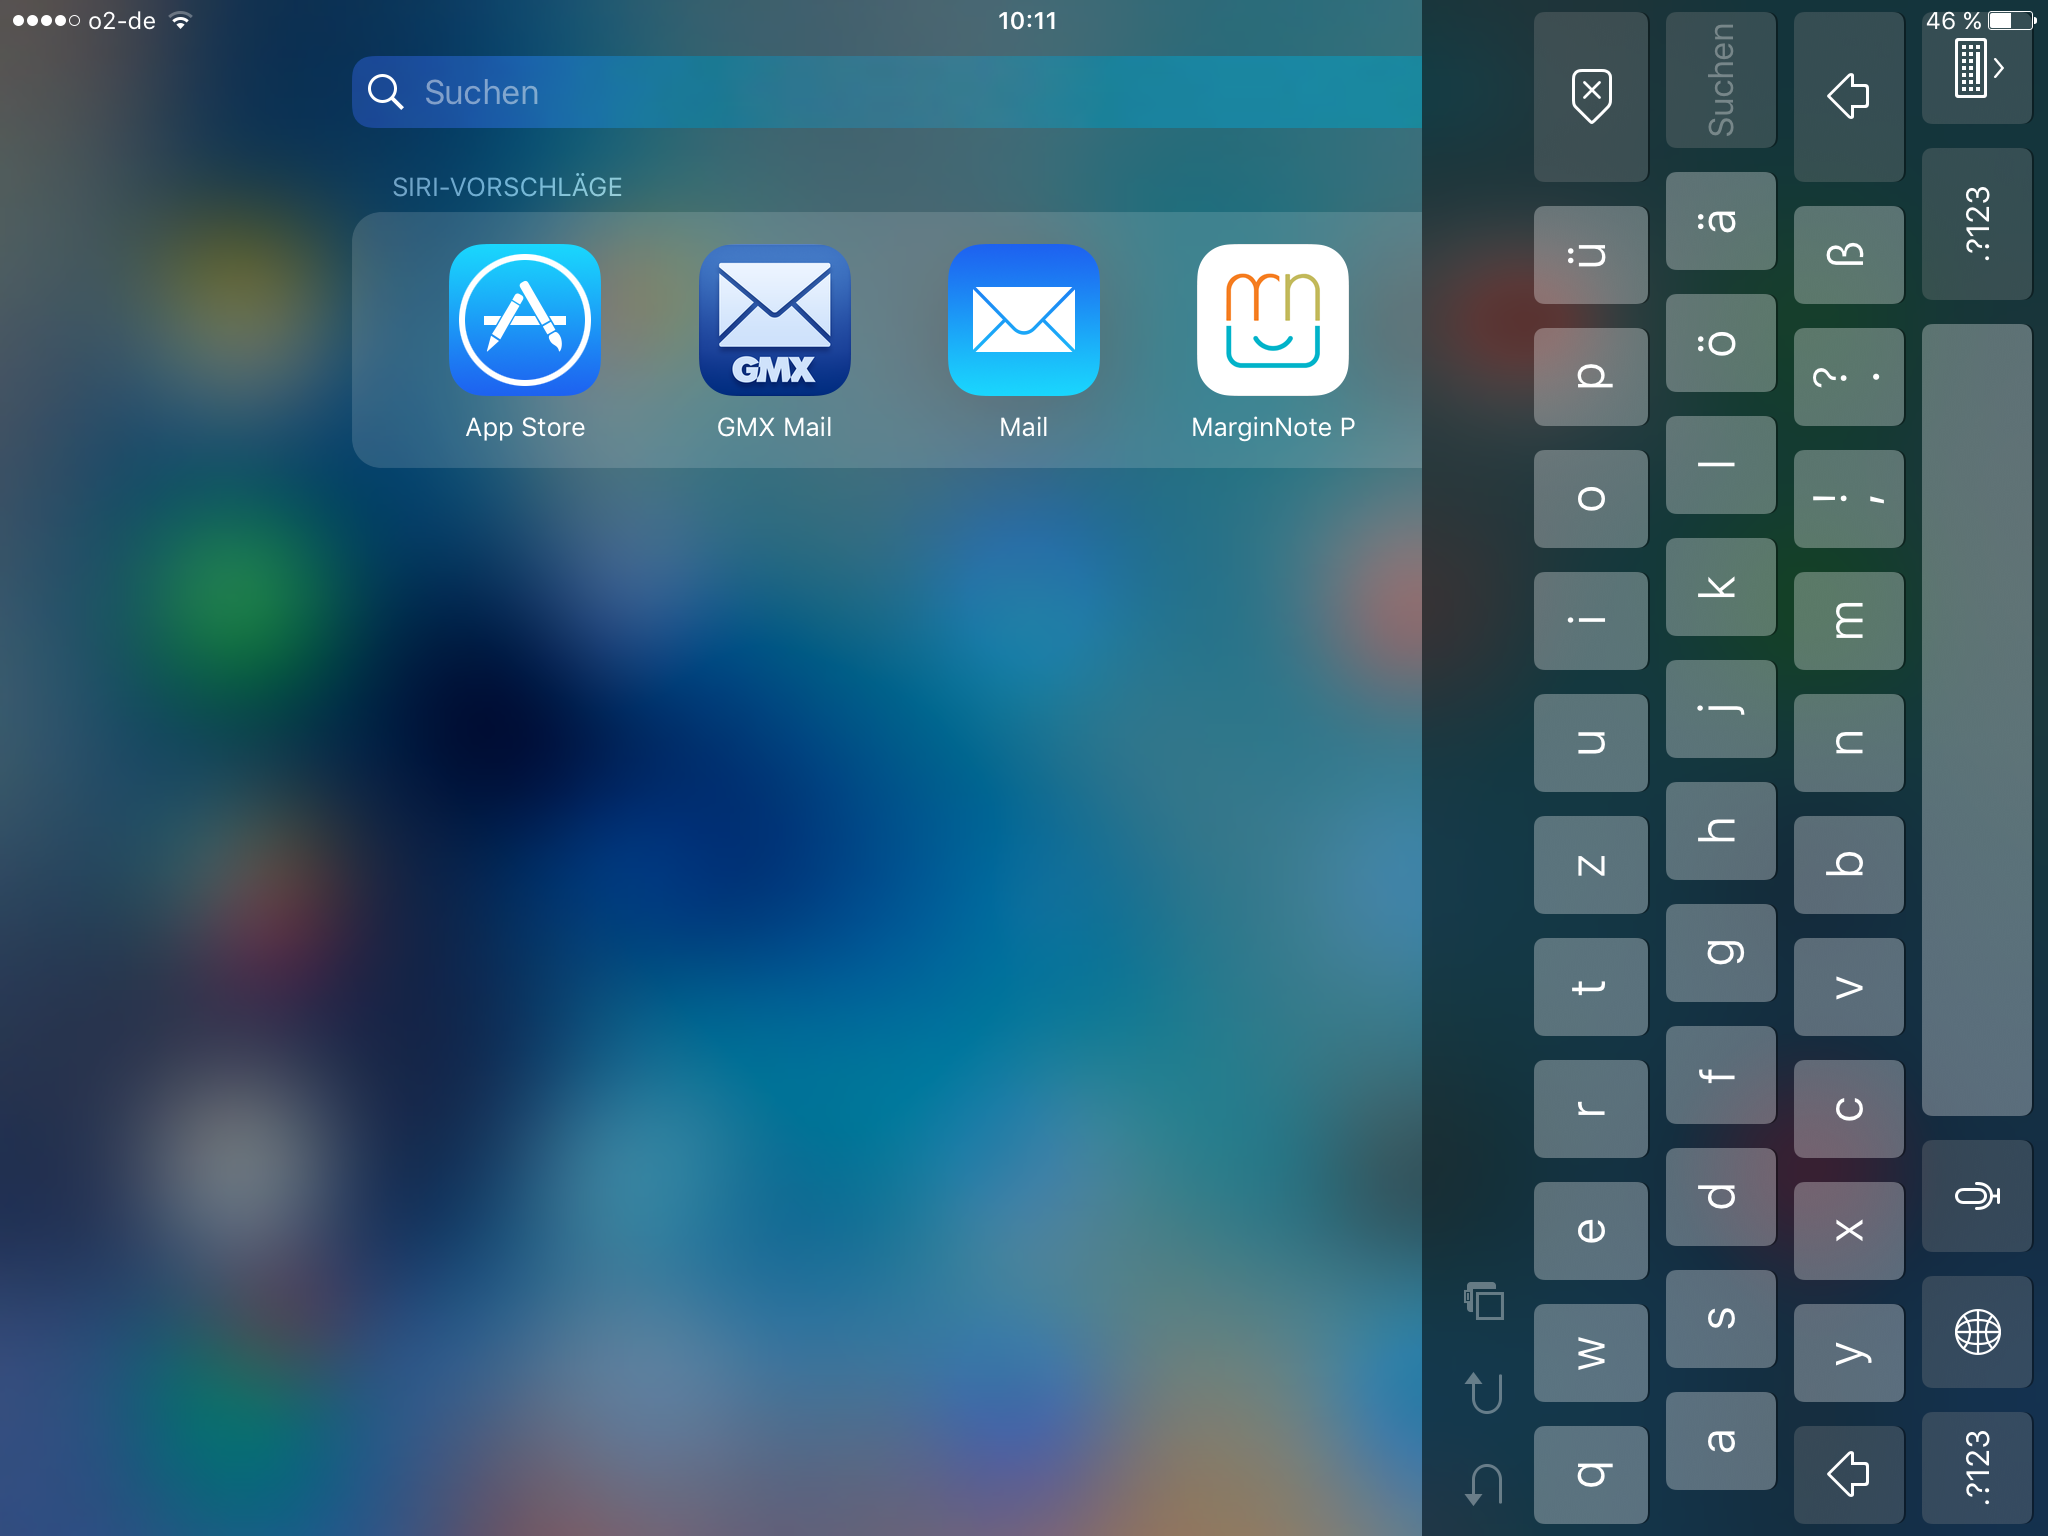 o2-de 10:11 46 %
Suchen
SIRI-VORSCHLÄGE
GMX
mn
App Store GMX Mail Mail MarginNote P
q w e r t z u i o p ü
a s d f g h j k l ö ä Suchen
y x c v b n m ! , ? . ß
.?123 .?123